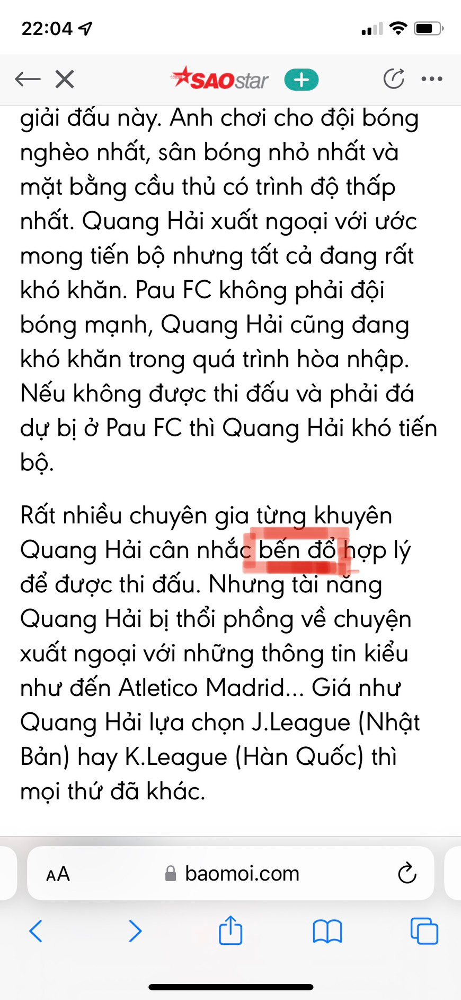 22:04
SAOstar
giải đấu này. Anh chơi cho đội bóng
nghèo nhất, sân bóng nhỏ nhất và
mặt bằng cầu thủ có trình độ thấp
nhất. Quang Hải xuất ngoại với ước
mong tiến bộ nhưng tất cả đang rất
khó khăn. Pau FC không phải đội
bóng mạnh, Quang Hải cũng đang
khó khăn trong quá trình hòa nhập.
Nếu không được thi đấu và phải đá
dự bị ở Pau FC thì Quang Hải khó tiến
bộ.
Rất nhiều chuyên gia từng khuyên
Quang Hải cân nhắc bến đổ hợp lý
để được thi đấu. Nhưng tài năng
Quang Hải bị thổi phồng về chuyện
xuất ngoại với những thông tin kiểu
như đến Atletico Madrid... Giá như
Quang Hải lựa chọn J.League (Nhật
Bản) hay K.League (Hàn Quốc) thì
mọi thứ đã khác.
AA baomoi.com